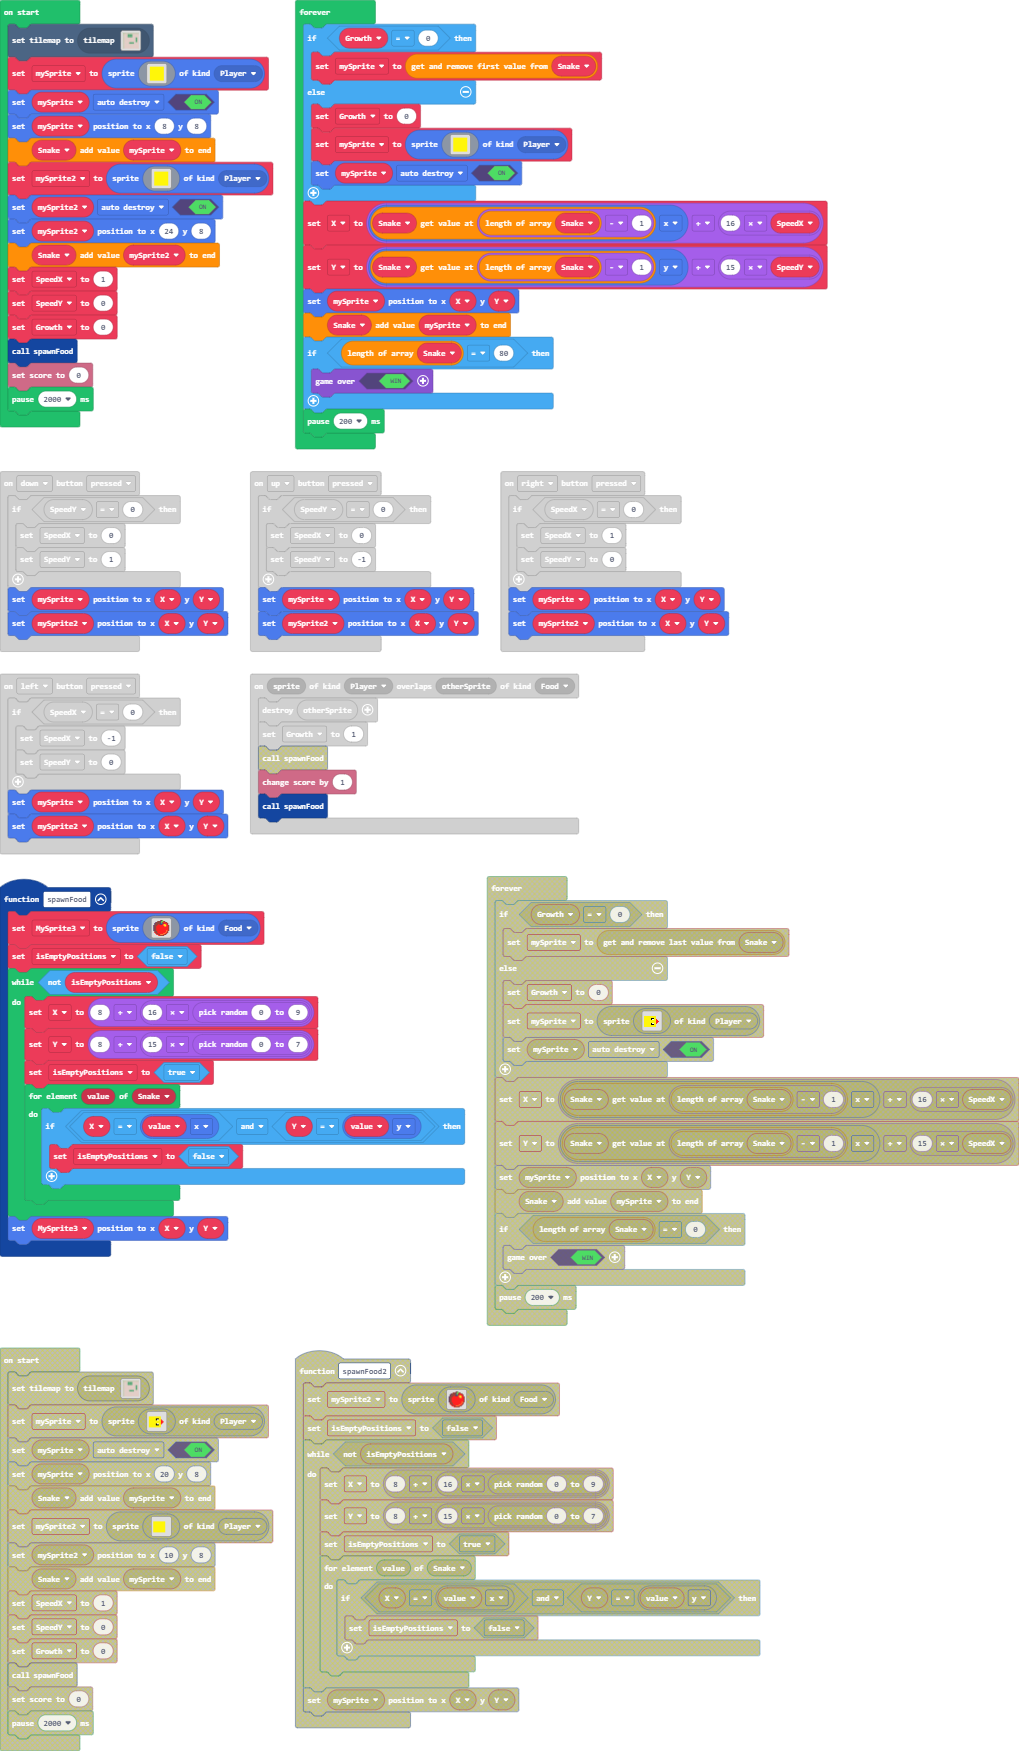 on start
set tilemap to tilemap
set mySprite to sprite of kind Player
set mySprite auto destroy ON
set mySprite position to x 8 y 8
Snake add value mySprite to end
set mySprite2 to sprite of kind Player
set mySprite2 auto destroy ON
set mySprite2 position to x 24 y 8
Snake add value mySprite2 to end
set SpeedX to 1
set SpeedY to 0
set Growth to 0
call spawnFood
set score to 0
pause 2000 ms
forever
if Growth = 0 then
set mySprite to get and remove first value from Snake
else
set Growth to 0
set mySprite to sprite of kind Player
set mySprite auto destroy ON
set X to Snake get value at length of array Snake - 1 x + 16 × SpeedX
set Y to Snake get value at length of array Snake - 1 y + 15 × SpeedY
set mySprite position to x X y Y
Snake add value mySprite to end
if length of array Snake = 80 then
game over WIN
pause 200 ms
on down button pressed
if SpeedY = 0 then
set SpeedX to 0
set SpeedY to 1
set mySprite position to x X y Y
set mySprite2 position to x X y Y
on up button pressed
if SpeedY = 0 then
set SpeedX to 0
set SpeedY to -1
set mySprite position to x X y Y
set mySprite2 position to x X y Y
on right button pressed
if SpeedX = 0 then
set SpeedX to 1
set SpeedY to 0
set mySprite position to x X y Y
set mySprite2 position to x X y Y
on left button pressed
if SpeedX = 0 then
set SpeedX to -1
set SpeedY to 0
set mySprite position to x X y Y
set mySprite2 position to x X y Y
on sprite of kind Player overlaps otherSprite of kind Food
destroy otherSprite
set Growth to 1
call spawnFood
change score by 1
call spawnFood
function spawnFood
set MySprite3 to sprite of kind Food
set isEmptyPositions to false
while not isEmptyPositions
do
set X to 8 + 16 × pick random 0 to 9
set Y to 8 + 15 × pick random 0 to 7
set isEmptyPositions to true
for element value of Snake
do
if X = value x and Y = value y then
set isEmptyPositions to false
set MySprite3 position to x X y Y
forever
if Growth = 0 then
set mySprite to get and remove last value from Snake
else
set Growth to 0
set mySprite to sprite of kind Player
set mySprite auto destroy ON
set X to Snake get value at length of array Snake - 1 x + 16 × SpeedX
set Y to Snake get value at length of array Snake - 1 x + 15 × SpeedX
set mySprite position to x X y Y
Snake add value mySprite to end
if length of array Snake = 0 then
game over WIN
pause 200 ms
on start
set tilemap to tilemap
set mySprite to sprite of kind Player
set mySprite auto destroy ON
set mySprite position to x 20 y 8
Snake add value mySprite to end
set mySprite2 to sprite of kind Player
set mySprite2 position to x 10 y 8
Snake add value mySprite to end
set SpeedX to 1
set SpeedY to 0
set Growth to 0
call spawnFood
set score to 0
pause 2000 ms
function spawnFood2
set mySprite2 to sprite of kind Food
set isEmptyPositions to false
while not isEmptyPositions
do
set X to 8 + 16 × pick random 0 to 9
set Y to 8 + 15 × pick random 0 to 7
set isEmptyPositions to true
for element value of Snake
do
if X = value x and Y = value y then
set isEmptyPositions to false
set mySprite position to x X y Y